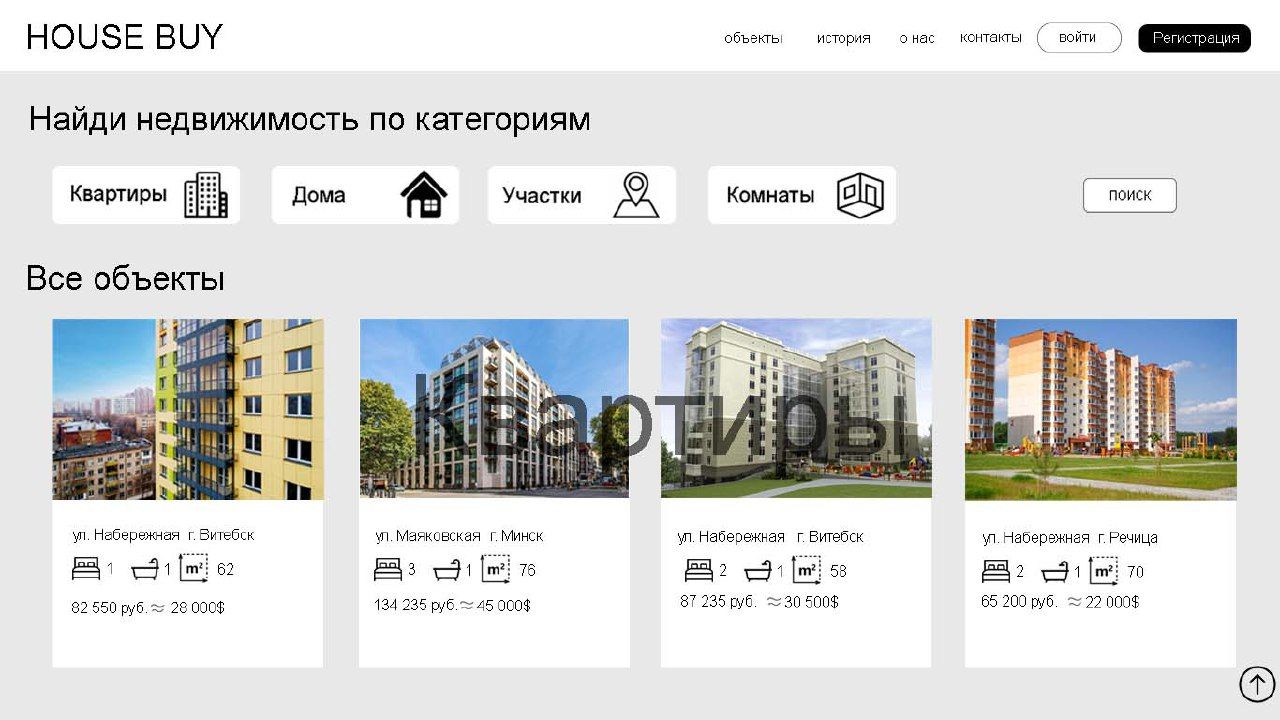 HOUSE BUY
объекты история о нас контакты войти Регистрация
Найди недвижимость по категориям
Квартиры Дома Участки Комнаты поиск
Все объекты
Квартиры
ул. Набережная г. Витебск
1 1 m² 62
82 550 руб. ≈ 28 000$
ул. Маяковская г. Минск
3 1 m² 76
134 235 руб. ≈ 45 000$
ул. Набережная г. Витебск
2 1 m² 58
87 235 руб. ≈ 30 500$
ул. Набережная г. Речица
2 1 m² 70
65 200 руб. ≈ 22 000$